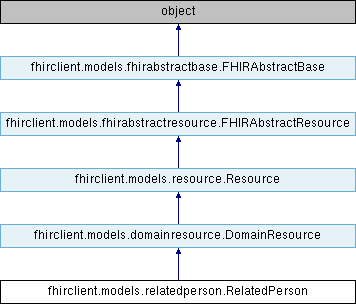 object
fhirclient.models.fhirabstractbase.FHIRAbstractBase
fhirclient.models.fhirabstractresource.FHIRAbstractResource
fhirclient.models.resource.Resource
fhirclient.models.domainresource.DomainResource
fhirclient.models.relatedperson.RelatedPerson